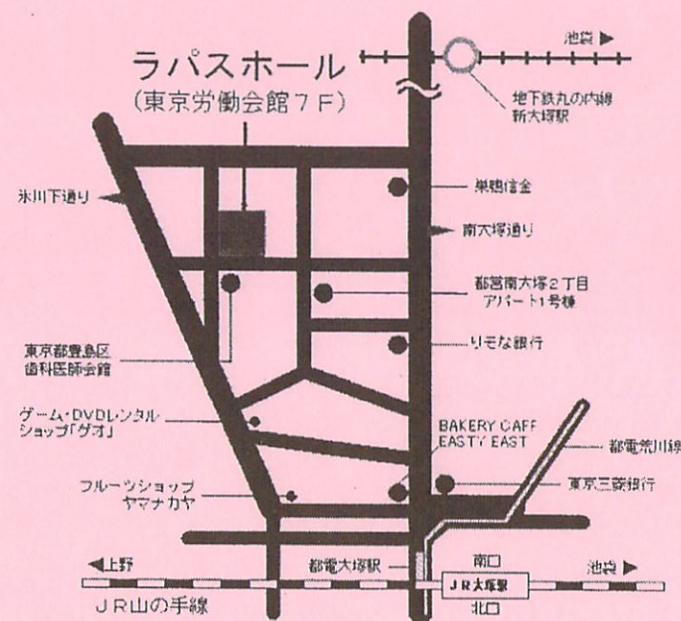 池袋 ▶
ラパスホール
(東京労働会館７Ｆ)
地下鉄丸の内線
新大塚駅
氷川下通り
巣鴨信金
南大塚通り
都営南大塚２丁目
アパート1号棟
東京都豊島区
歯科医師会館
りそな銀行
ゲーム・DVDレンタル
ショップ「ゲオ」
BAKERY CAFE
EASTY EAST
都電荒川線
フルーツショップ
ヤマナカヤ
東京三菱銀行
◀上野
都電大塚駅
南口
池袋 ▶
ＪＲ大塚駅
ＪＲ山の手線
北口